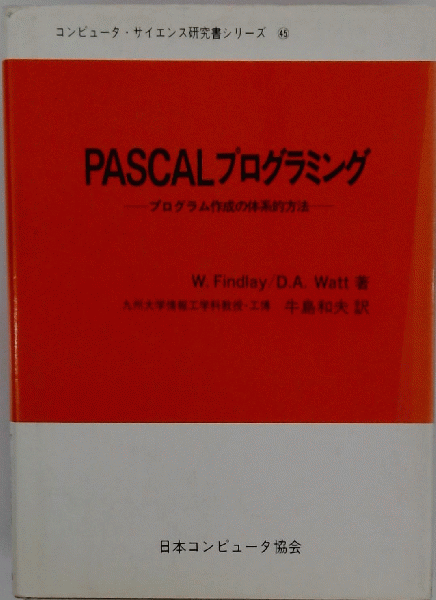 コンピュータ・サイエンス研究書シリーズ ㊺
PASCALプログラミング
——プログラム作成の体系的方法——
W. Findlay/D.A. Watt 著
九州大学情報工学科教授・工博 牛島和夫 訳
日本コンピュータ協会